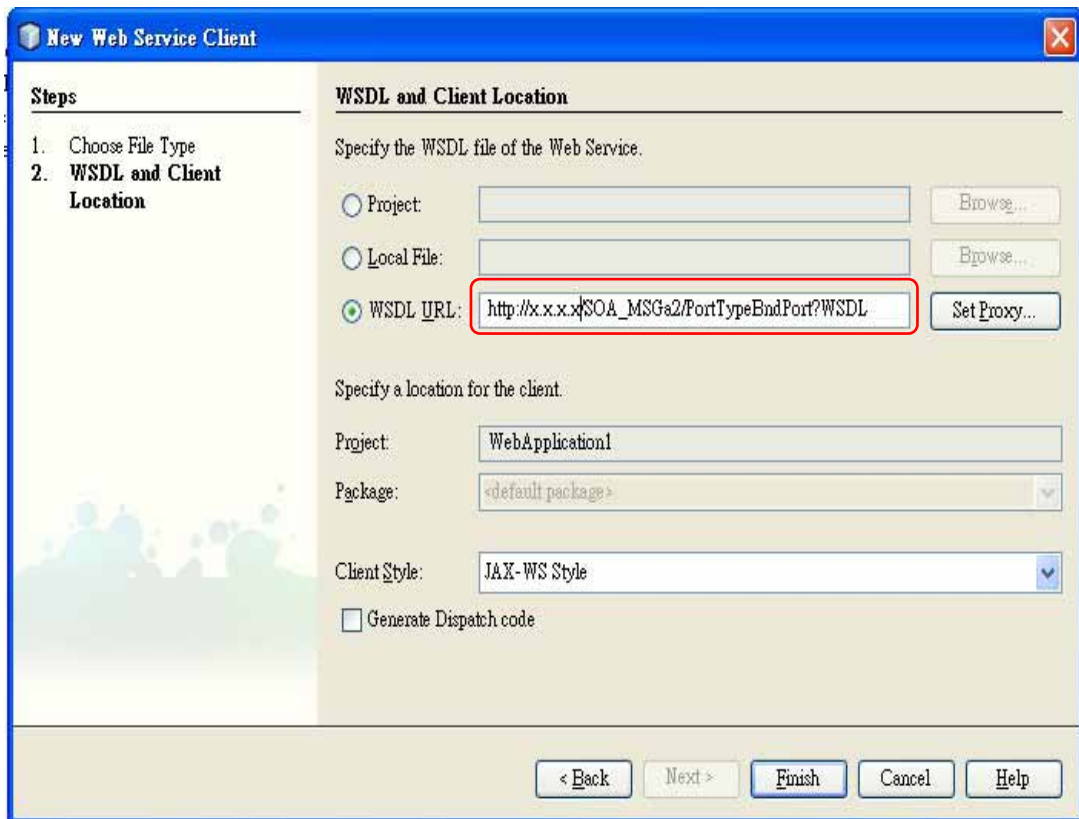 New Web Service Client
Steps
1. Choose File Type
2. WSDL and Client
Location
WSDL and Client Location
Specify the WSDL file of the Web Service.
Project:
Browse...
Local File:
Browse...
WSDL URL: http://x.x.x.x/SOA_MSGa2/PortTypeBndPort?WSDL Set Proxy...
Specify a location for the client.
Project: WebApplication1
Package: <default package>
Client Style: JAX-WS Style
Generate Dispatch code
< Back Next > Finish Cancel Help